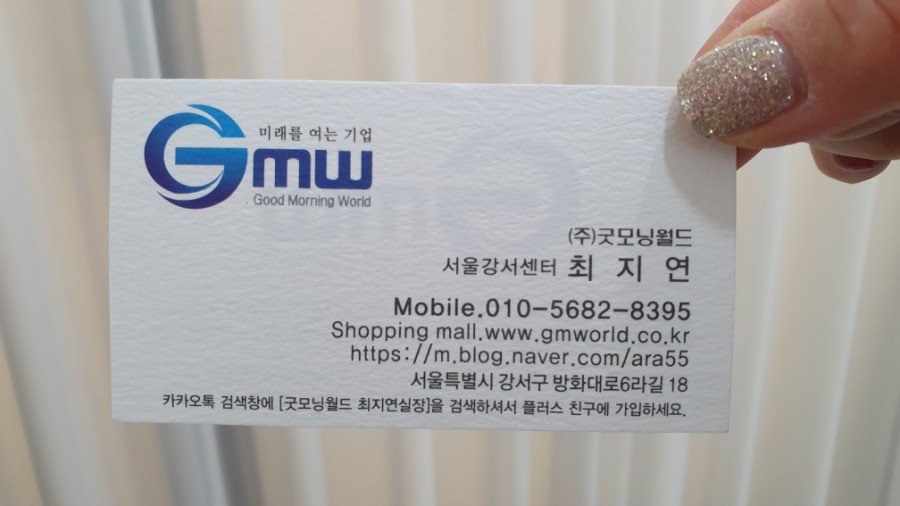 미래를 여는 기업
Gmw
Good Morning World
(주)굿모닝월드
서울강서센터 최 지 연
Mobile.010-5682-8395
Shopping mall.www.gmworld.co.kr
https://m.blog.naver.com/ara55
서울특별시 강서구 방화대로6라길 18
카카오톡 검색창에 [굿모닝월드 최지연실장]을 검색하셔서 플러스 친구에 가입하세요.